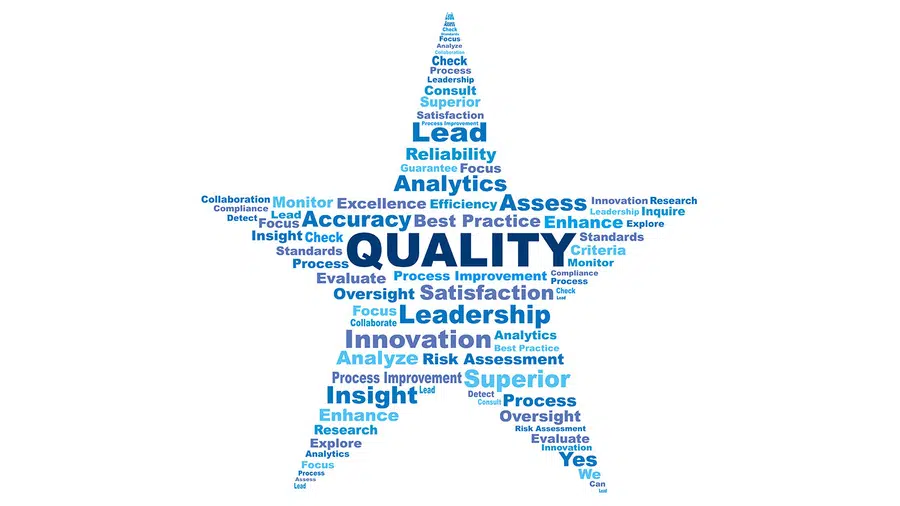 Lead
Assess
Check
Standards
Focus
Analyze
Collaboration
Check
Process
Leadership
Consult
Superior
Satisfaction
Process Improvement
Lead
Reliability
Guarantee Focus
Analytics
Collaboration Monitor Excellence Efficiency Assess Innovation Research
Compliance Leadership Inquire
Detect Lead Accuracy Best Practice Enhance Explore
Focus
Insight Check QUALITY Standards
Standards Criteria
Process Monitor
Evaluate Process Improvement Compliance
Process
Oversight Satisfaction Check
Lead
Focus Leadership
Collaborate
Innovation Analytics
Best Practice
Analyze Risk Assessment
Process Improvement Superior
Insight Lead Detect
Consult Process
Enhance Oversight
Research Risk Assessment
Explore Evaluate
Analytics Innovation
Focus Yes
Process We
Assess Can
Lead Lead